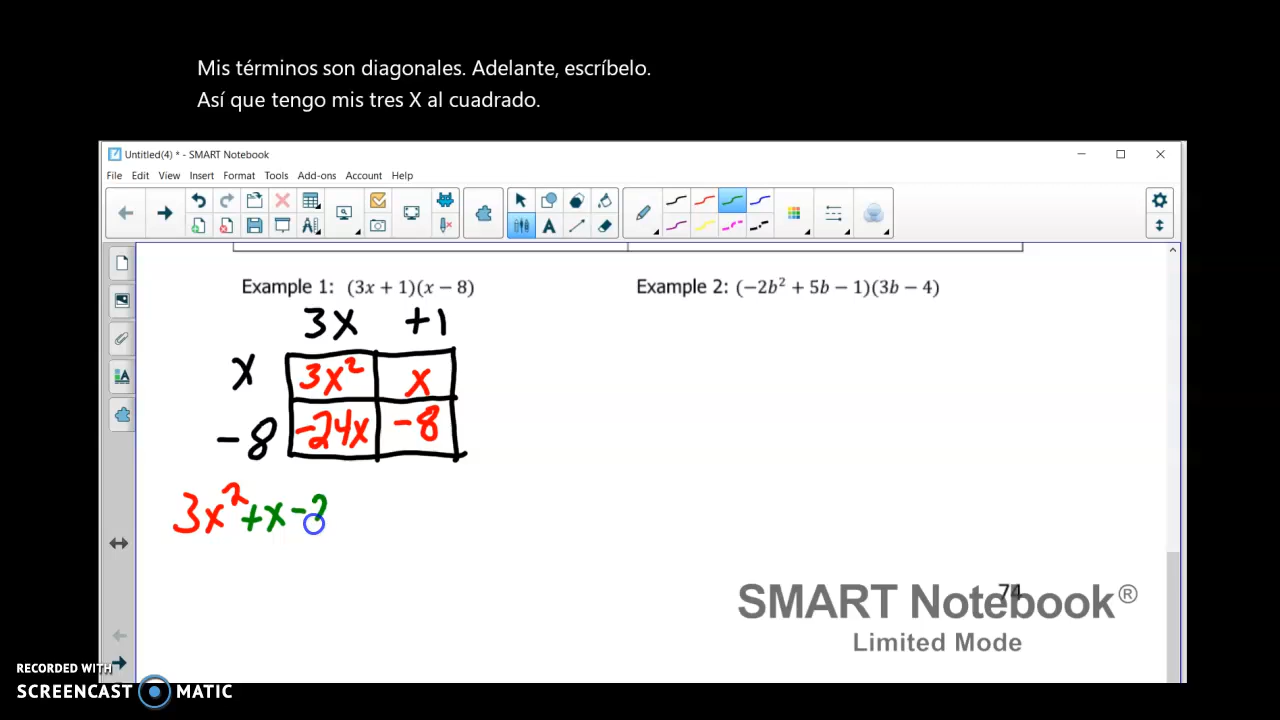 Mis términos son diagonales. Adelante, escríbelo.
Así que tengo mis tres X al cuadrado.
Untitled(4) * - SMART Notebook
File Edit View Insert Format Tools Add-ons Account Help
Example 1: (3x + 1)(x − 8)
Example 2: (−2b² + 5b − 1)(3b − 4)
3x +1
x 3x² x
-8 -24x -8
3x² +x -2
74
SMART Notebook®
Limited Mode
RECORDED WITH
SCREENCAST MATIC